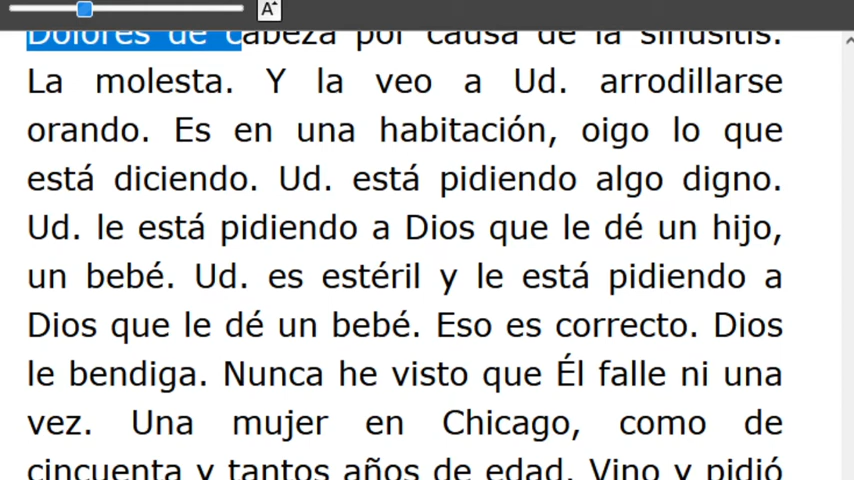 A
Dolores de cabeza por causa de la sinusitis.
La molesta. Y la veo a Ud. arrodillarse
orando. Es en una habitación, oigo lo que
está diciendo. Ud. está pidiendo algo digno.
Ud. le está pidiendo a Dios que le dé un hijo,
un bebé. Ud. es estéril y le está pidiendo a
Dios que le dé un bebé. Eso es correcto. Dios
le bendiga. Nunca he visto que Él falle ni una
vez. Una mujer en Chicago, como de
cincuenta y tantos años de edad. Vino y pidió